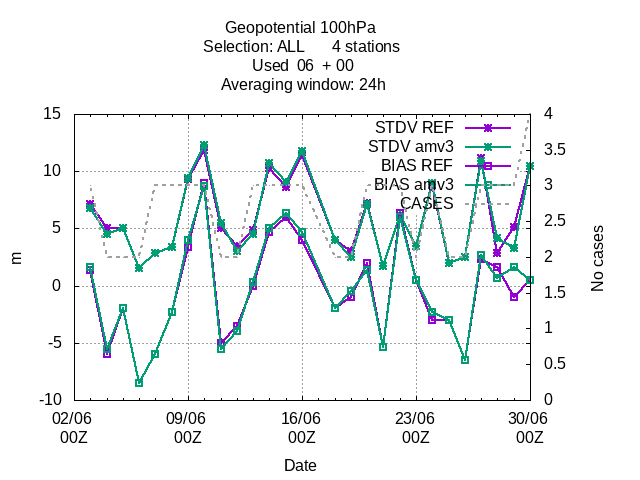 Geopotential 100hPa
Selection: ALL 4 stations
Used 06 + 00
Averaging window: 24h
STDV REF
STDV amv3
BIAS REF
BIAS amv3
CASES
15
10
5
0
-5
-10
m
4
3.5
3
2.5
2
1.5
1
0.5
0
No cases
02/06 09/06 16/06 23/06 30/06
00Z 00Z 00Z 00Z 00Z
Date